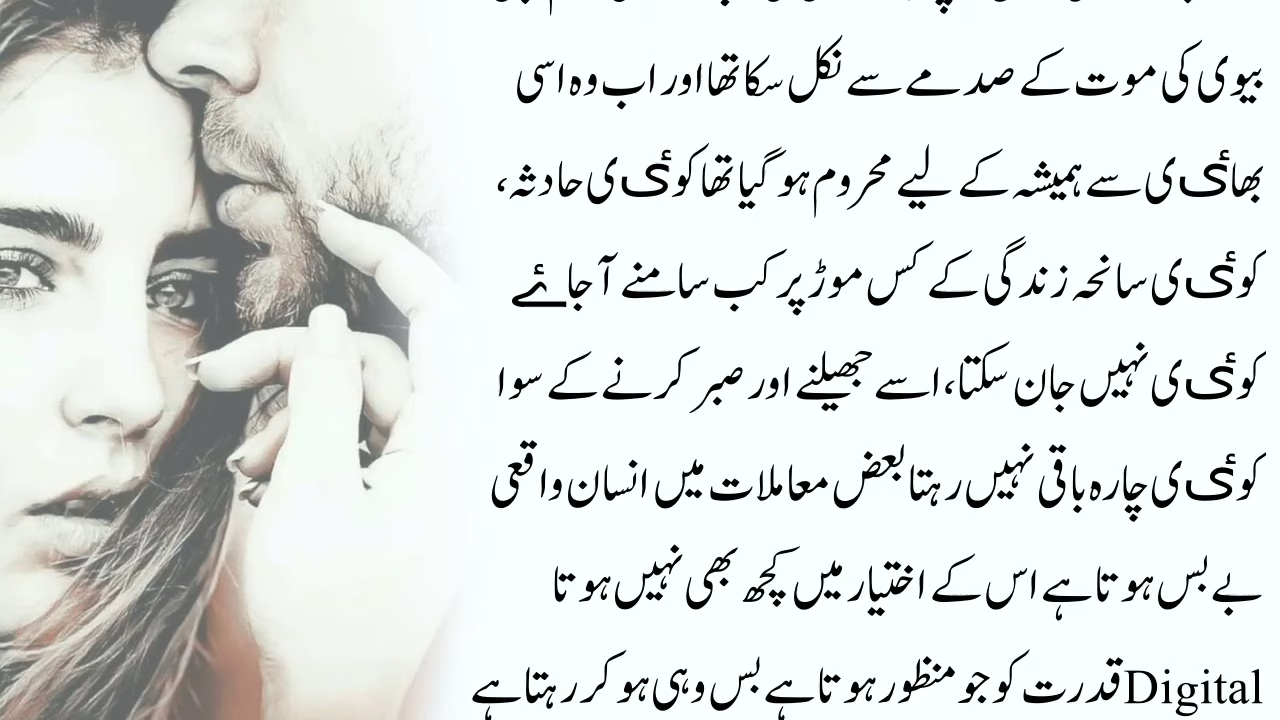 بیوی کی موت کے صدمے سے نکل سکا تھا اور اب وہ اسی
بھائی ی سے ہمیشہ کے لیے محروم ہو گیا تھا کوئی ی حادثہ،
کوئی ی سانحہ زندگی کے کس موڑ پر کب سامنے آ جائے
کوئی ی نہیں جان سکتا، اسے جھیلنے اور صبر کرنے کے سوا
کوئی ی چارہ باقی نہیں رہتا بعض معاملات میں انسان واقعی
بے بس ہوتا ہے اس کے اختیار میں کچھ بھی نہیں ہوتا
Digital قدرت کو جو منظور ہوتا ہے بس وہی ہو کر رہتا ہے